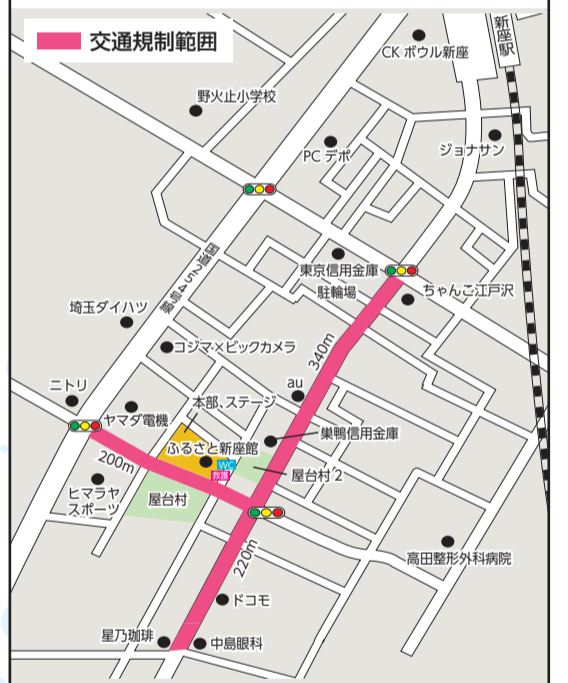 交通規制範囲
新座駅
CKボウル新座
野火止小学校
PCデポ
ジョナサン
国道254号線
東京信用金庫
駐輪場
ちゃんこ江戸沢
埼玉ダイハツ
コジマ×ビックカメラ
340m
ニトリ
au
本部、ステージ
ヤマダ電機
巣鴨信用金庫
ふるさと新座館
WC
救護
200m
屋台村2
ヒマラヤ
スポーツ
屋台村
220m
高田整形外科病院
ドコモ
星乃珈琲
中島眼科